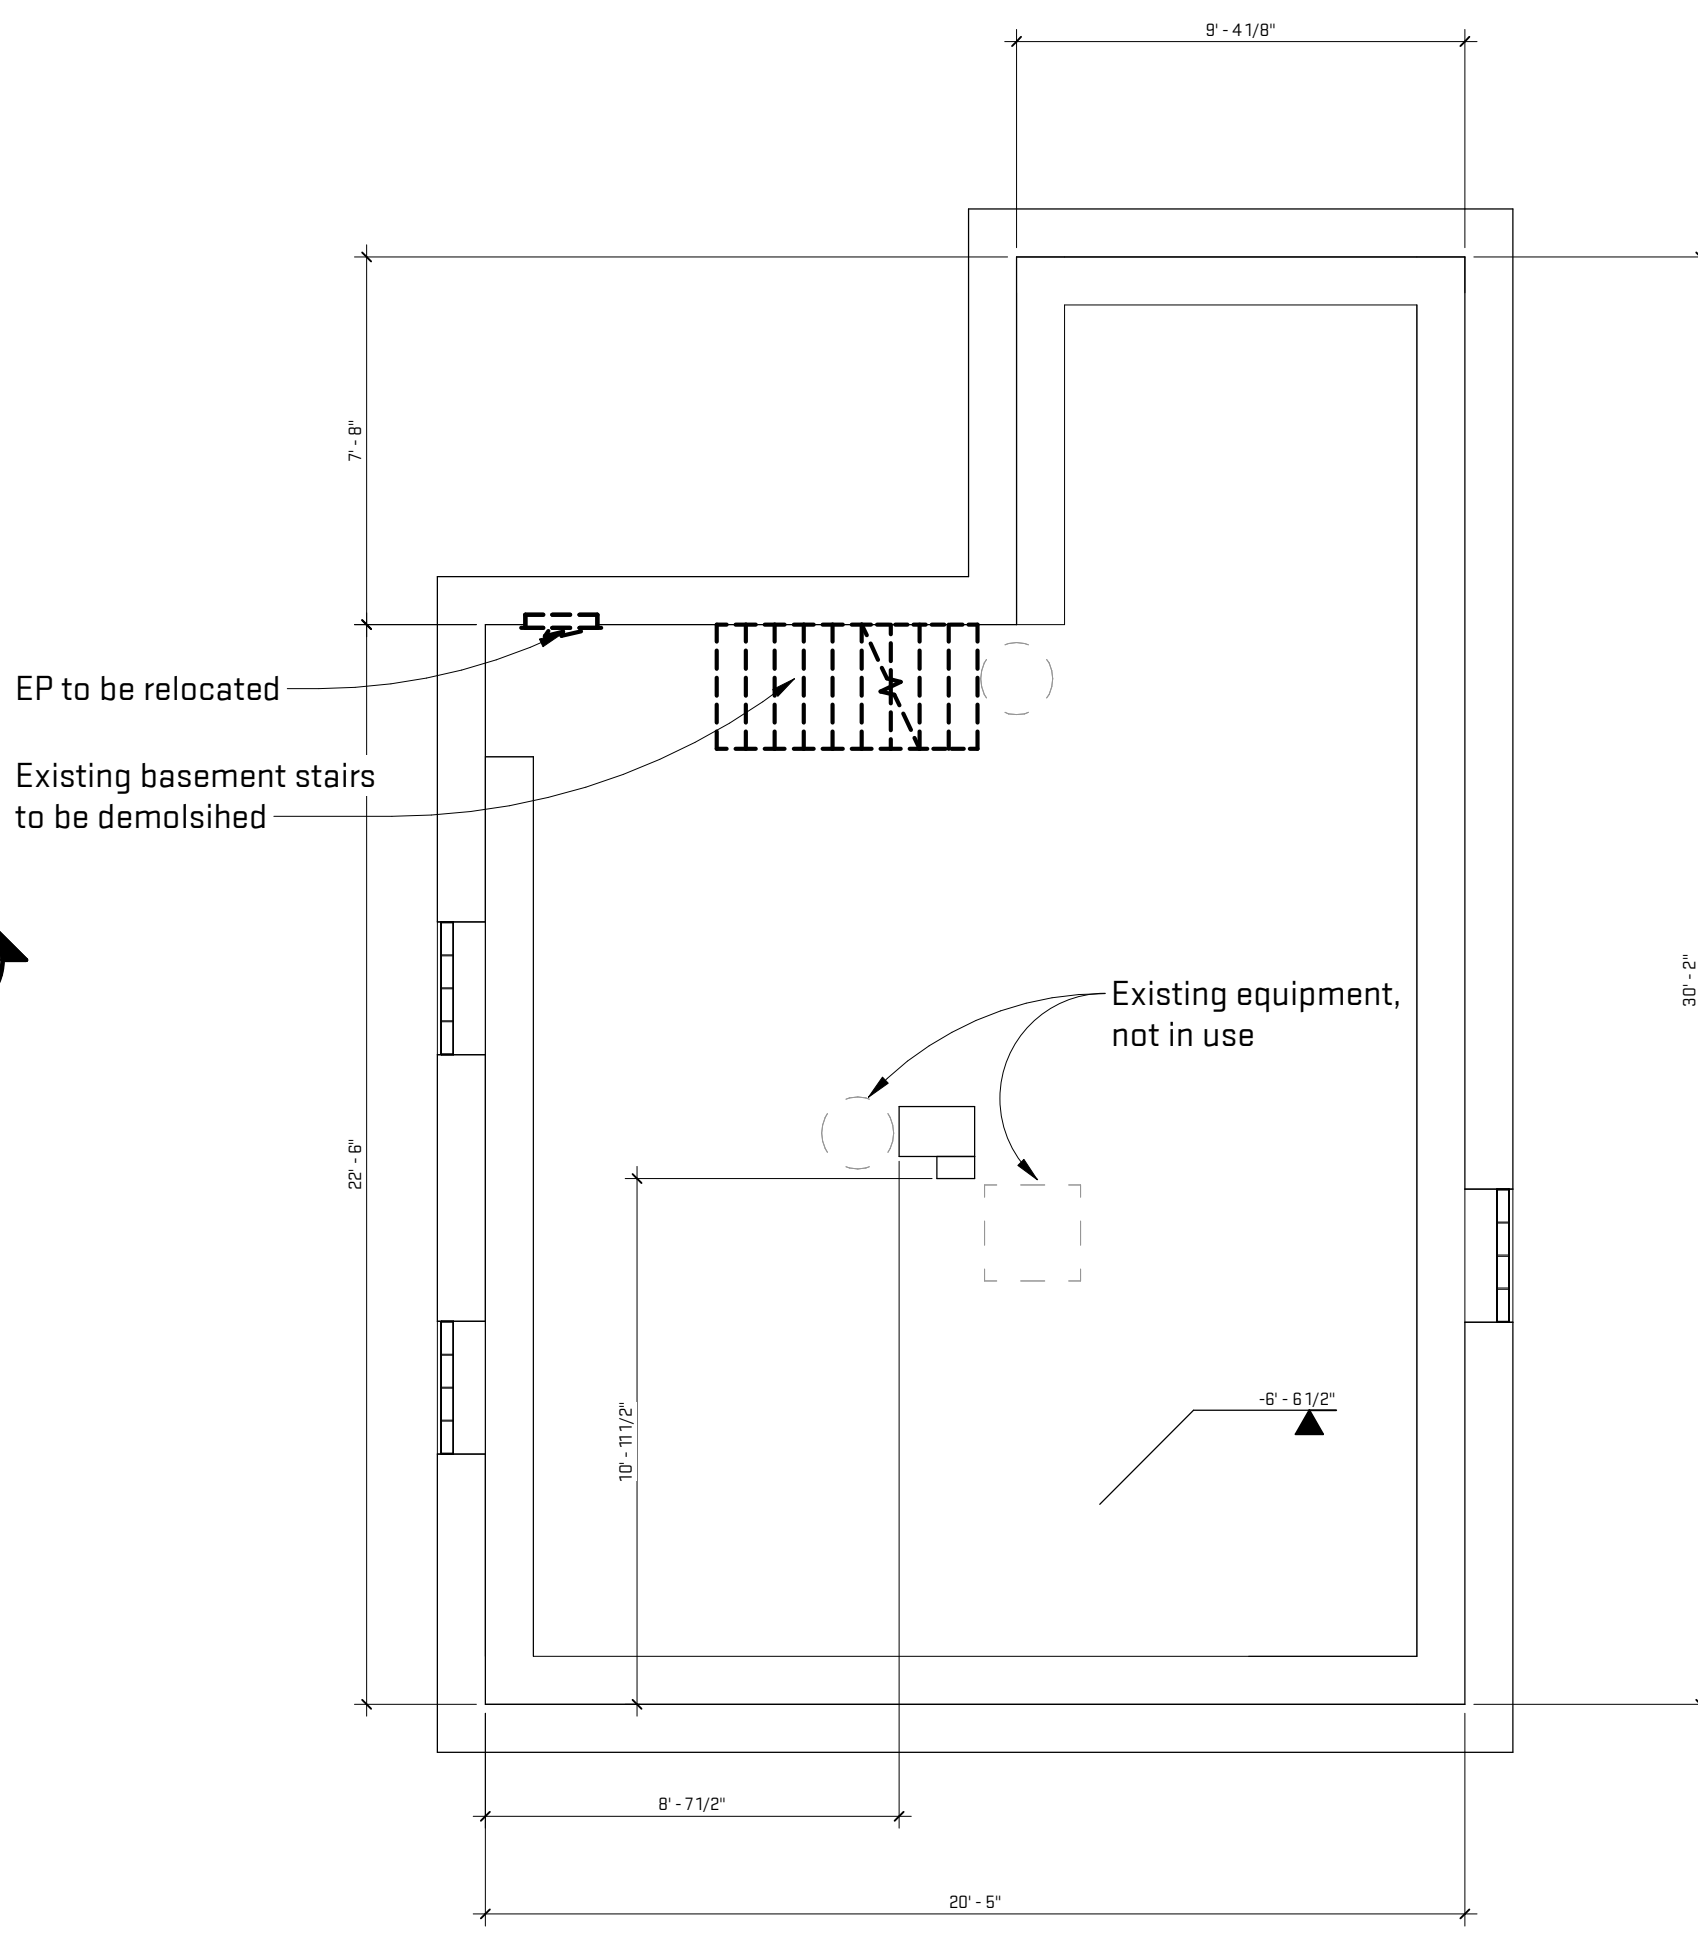 9' - 4 1/8"
7' - 8"
EP to be relocated
Existing basement stairs
to be demolsihed
Existing equipment,
not in use
30' - 2"
22' - 6"
-6' - 6 1/2"
10' - 11 1/2"
8' - 7 1/2"
20' - 5"